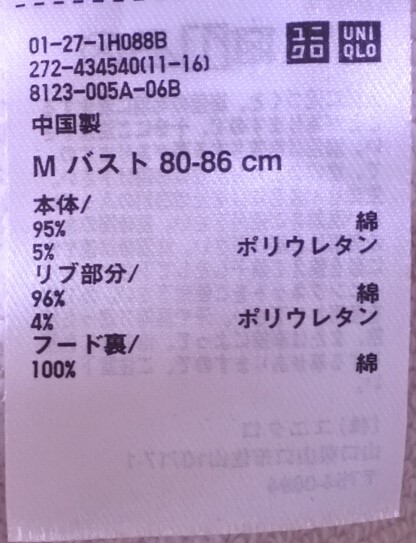 01-27-1H088B
272-434540(11-16)
8123-005A-06B
中国製
ユニ
クロ
UNI
QLO
M バスト 80-86 cm
本体/
95% 綿
5% ポリウレタン
リブ部分/
96% 綿
4% ポリウレタン
フード裏/
100% 綿